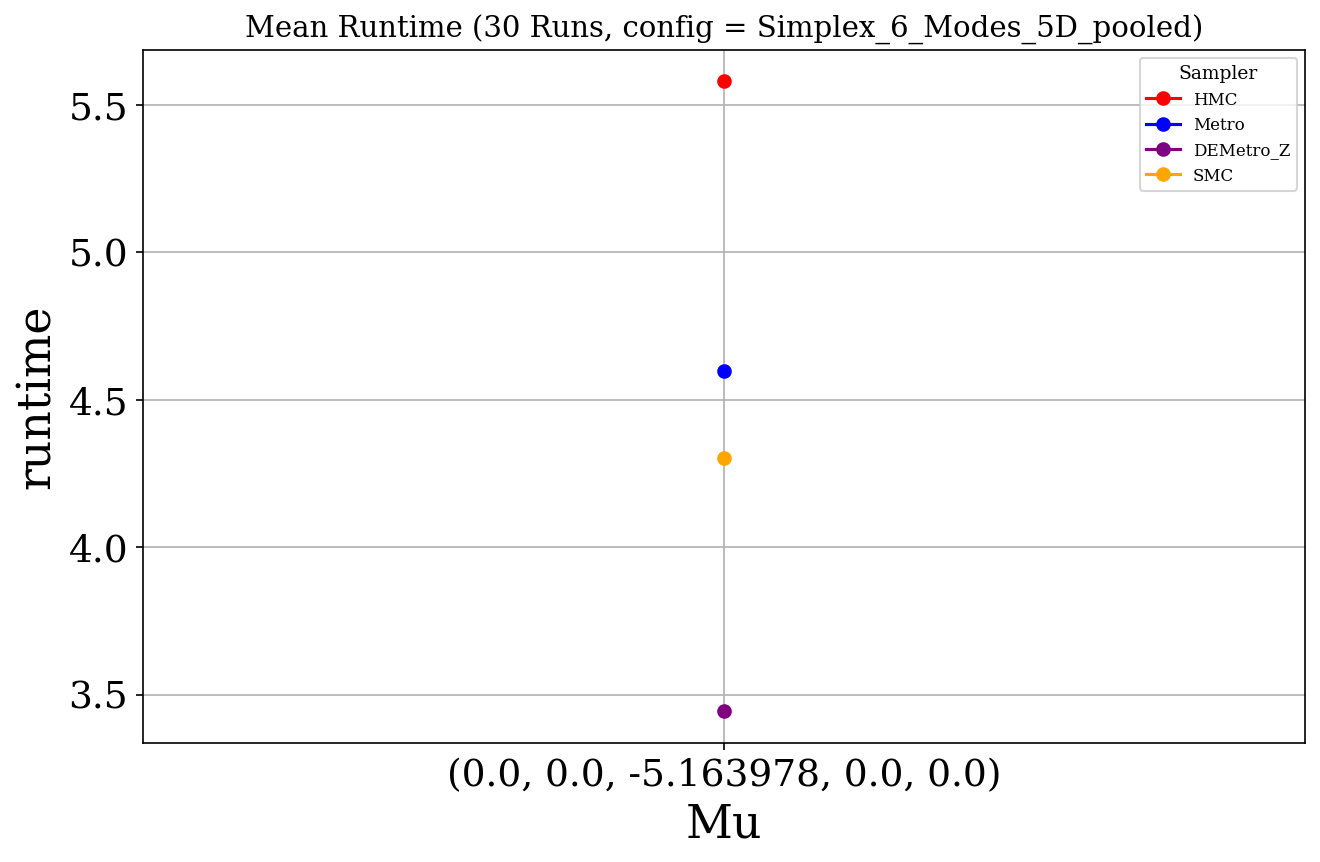 Mean Runtime (30 Runs, config = Simplex_6_Modes_5D_pooled)
Sampler
HMC
Metro
DEMetro_Z
SMC
5.5
5.0
4.5
4.0
3.5
runtime
(0.0, 0.0, -5.163978, 0.0, 0.0)
Mu